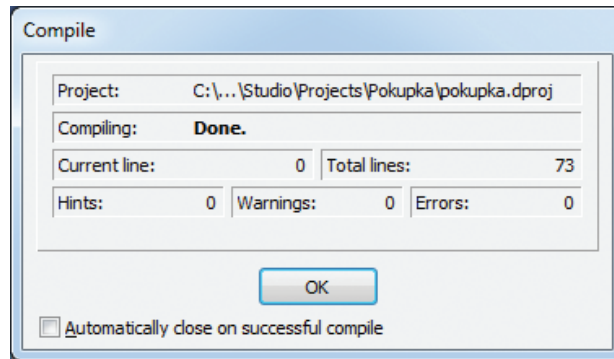 Compile
Project: C:\...\Studio\Projects\Pokupka\pokupka.dproj
Compiling: Done.
Current line: 0 Total lines: 73
Hints: 0 Warnings: 0 Errors: 0
OK
Automatically close on successful compile